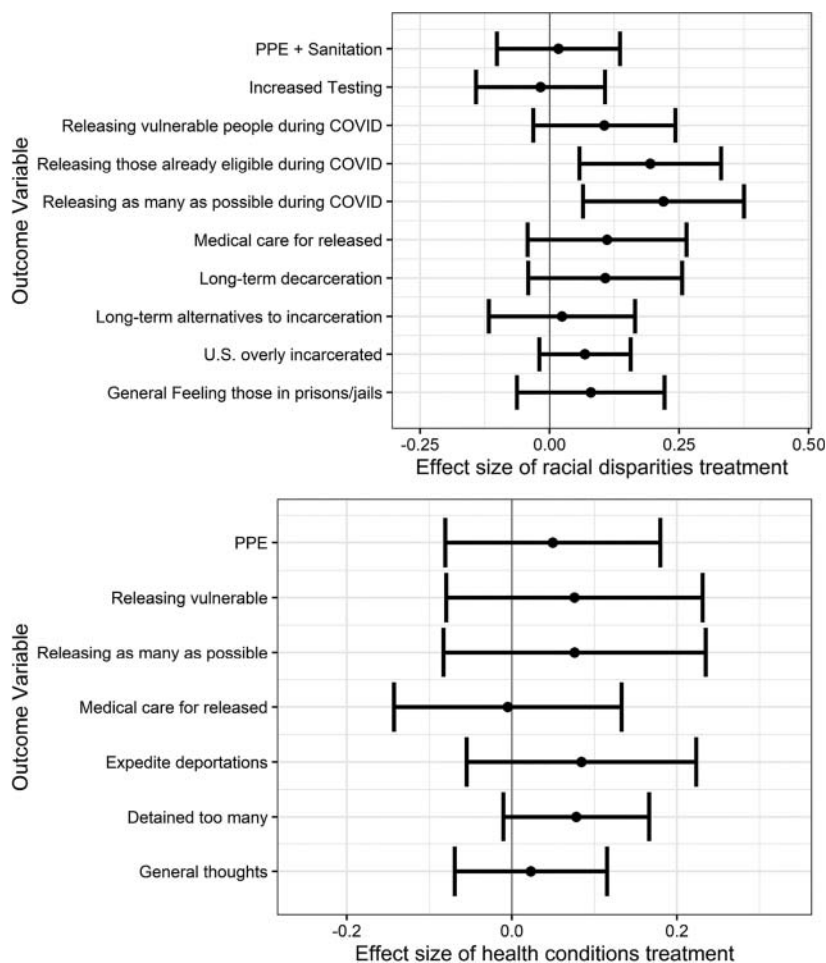 Outcome Variable
PPE + Sanitation
Increased Testing
Releasing vulnerable people during COVID
Releasing those already eligible during COVID
Releasing as many as possible during COVID
Medical care for released
Long-term decarceration
Long-term alternatives to incarceration
U.S. overly incarcerated
General Feeling those in prisons/jails
-0.25 0.00 0.25 0.50
Effect size of racial disparities treatment
Outcome Variable
PPE
Releasing vulnerable
Releasing as many as possible
Medical care for released
Expedite deportations
Detained too many
General thoughts
-0.2 0.0 0.2
Effect size of health conditions treatment